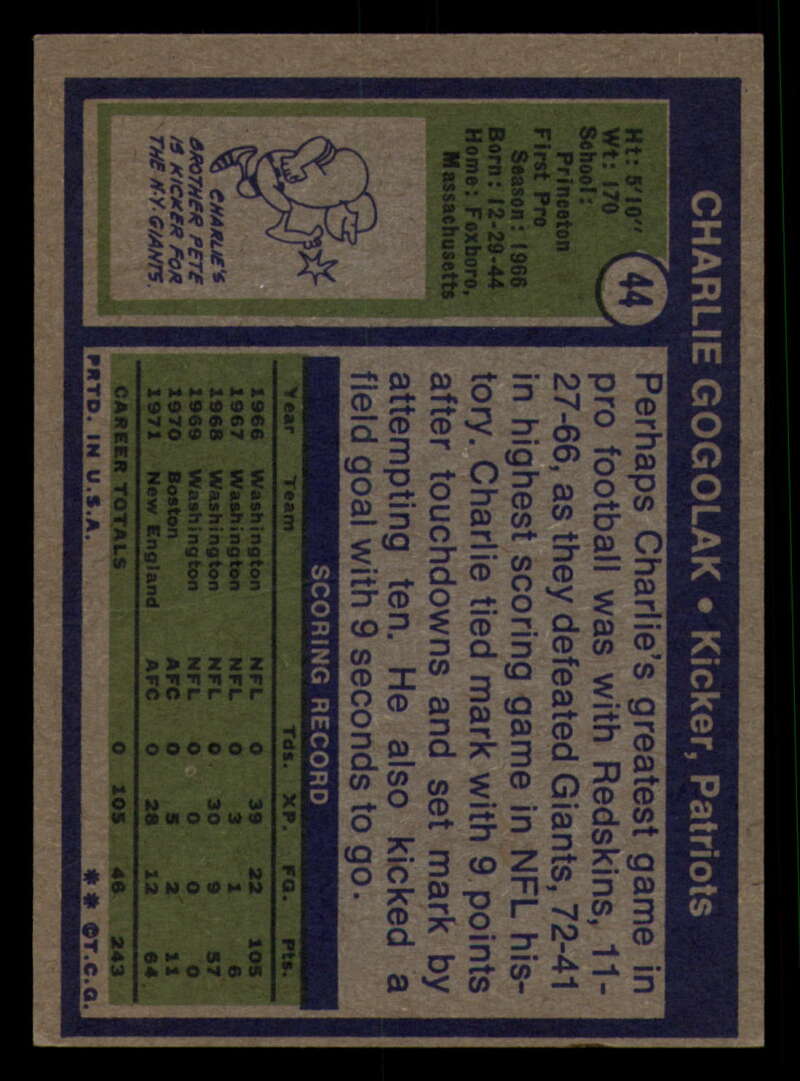 CHARLIE GOGOLAK • Kicker, Patriots
44
Ht: 5'10"
Wt: 170
School:
Princeton
First Pro
Season: 1966
Born: 12-29-44
Home: Foxboro,
Massachusetts
CHARLIE'S
BROTHER PETE
IS KICKER FOR
THE N.Y. GIANTS.
Perhaps Charlie's greatest game in
pro football was with Redskins, 11-
27-66, as they defeated Giants, 72-41
in highest scoring game in NFL his-
tory. Charlie tied mark with 9 points
after touchdowns and set mark by
attempting ten. He also kicked a
field goal with 9 seconds to go.
SCORING RECORD
Year Team Tds. XP. FG. Pts.
1966 Washington NFL 0 39 22 105
1967 Washington NFL 0 3 1 6
1968 Washington NFL 0 30 9 57
1969 Washington NFL 0 0 0 0
1970 Boston AFC 0 5 2 11
1971 New England AFC 0 28 12 64
CAREER TOTALS 0 105 46 243
PRTD. IN U.S.A. ** ©T.C.G.